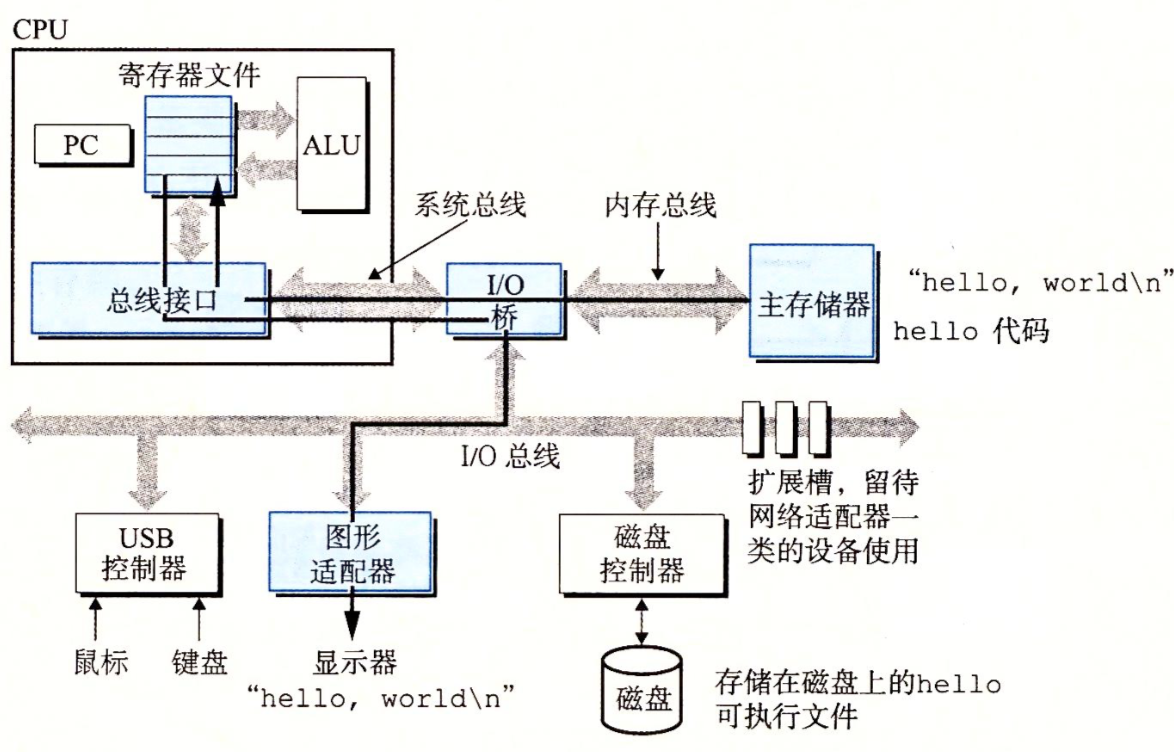 CPU
寄存器文件
PC
ALU
系统总线
内存总线
总线接口
I/O
桥
主存储器
“hello, world\n”
hello 代码
I/O 总线
扩展槽，留待
网络适配器一
类的设备使用
USB
控制器
图形
适配器
磁盘
控制器
鼠标
键盘
显示器
“hello, world\n”
磁盘
存储在磁盘上的hello
可执行文件